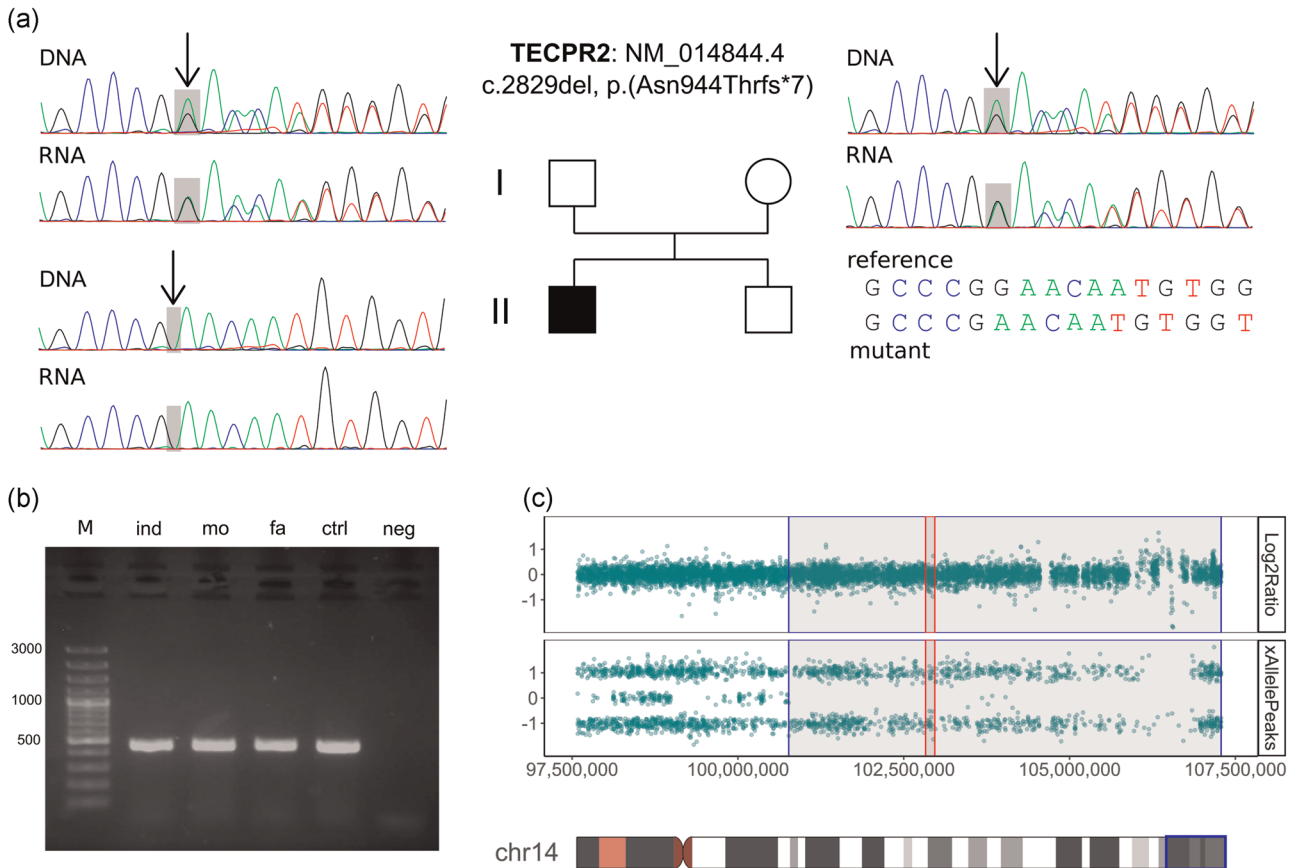 (a)
DNA
RNA
DNA
RNA
TECPR2: NM_014844.4
c.2829del, p.(Asn944Thrfs*7)
I
II
DNA
RNA
reference
G C C C G G A A C A A T G T G G
G C C C G A A C A A T G T G G T
mutant
(b)
M ind mo fa ctrl neg
3000
1000
500
(c)
1
0
-1
Log2Ratio
1
0
-1
xAllelePeaks
97,500,000 100,000,000 102,500,000 105,000,000 107,500,000
chr14